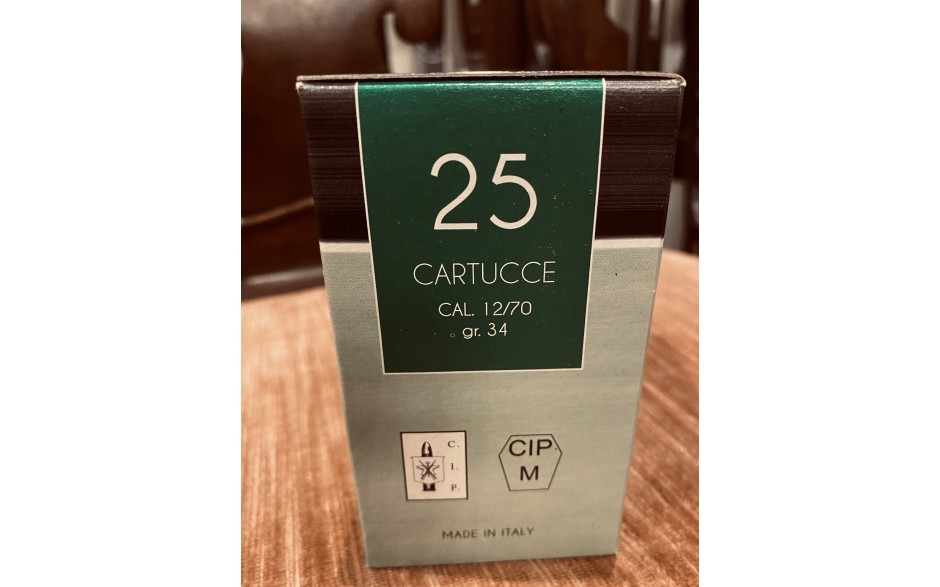 25
CARTUCCE
CAL. 12/70
gr. 34
C.
I.
P.
CIP
M
MADE IN ITALY